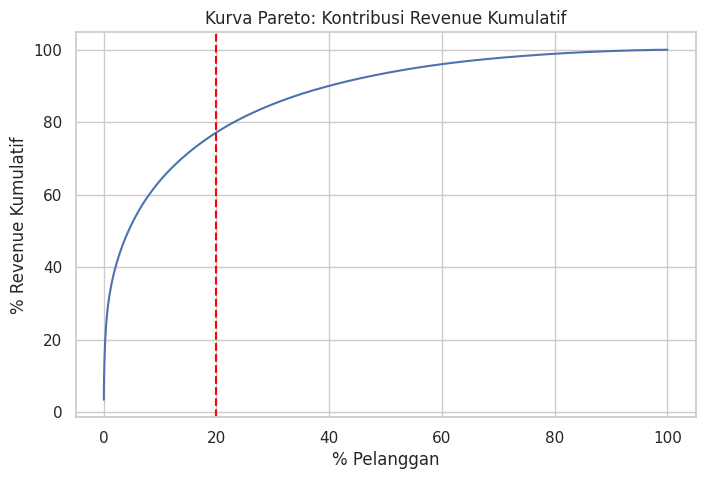 Kurva Pareto: Kontribusi Revenue Kumulatif
% Revenue Kumulatif
100
80
60
40
20
0
0 20 40 60 80 100
% Pelanggan